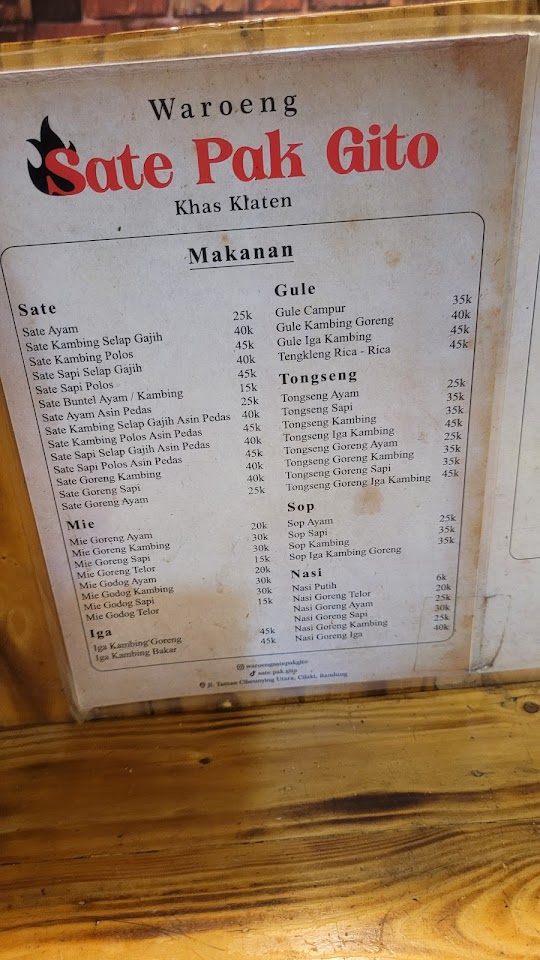 Waroeng
Sate Pak Gito
Khas Klaten
Makanan
Sate
Sate Ayam 25k
Sate Kambing Selap Gajih 40k
Sate Kambing Polos 45k
Sate Sapi Selap Gajih 40k
Sate Sapi Polos 45k
Sate Buntel Ayam / Kambing 15k
Sate Ayam Asin Pedas 25k
Sate Kambing Selap Gajih Asin Pedas 40k
Sate Kambing Polos Asin Pedas 45k
Sate Sapi Selap Gajih Asin Pedas 40k
Sate Sapi Polos Asin Pedas 45k
Sate Goreng Kambing 40k
Sate Goreng Sapi 40k
Sate Goreng Ayam 25k
Mie
Mie Goreng Ayam 20k
Mie Goreng Kambing 30k
Mie Goreng Sapi 30k
Mie Goreng Telor 15k
Mie Godog Ayam 20k
Mie Godog Kambing 30k
Mie Godog Sapi 30k
Mie Godog Telor 15k
Iga
Iga Kambing Goreng 45k
Iga Kambing Bakar 45k
Gule
Gule Campur 35k
Gule Kambing Goreng 40k
Gule Iga Kambing 45k
Tengkleng Rica - Rica 45k
Tongseng
Tongseng Ayam 25k
Tongseng Sapi 35k
Tongseng Kambing 35k
Tongseng Iga Kambing 45k
Tongseng Goreng Ayam 25k
Tongseng Goreng Kambing 35k
Tongseng Goreng Sapi 35k
Tongseng Goreng Iga Kambing 45k
Sop
Sop Ayam 25k
Sop Sapi 35k
Sop Kambing 35k
Sop Iga Kambing Goreng
Nasi
Nasi Putih 6k
Nasi Goreng Telor 20k
Nasi Goreng Ayam 25k
Nasi Goreng Sapi 30k
Nasi Goreng Kambing 25k
Nasi Goreng Iga 40k
waroengsatepakgito
sate.pak.gito
Jl. Taman Cibeunying Utara, Cilaki, Bandung